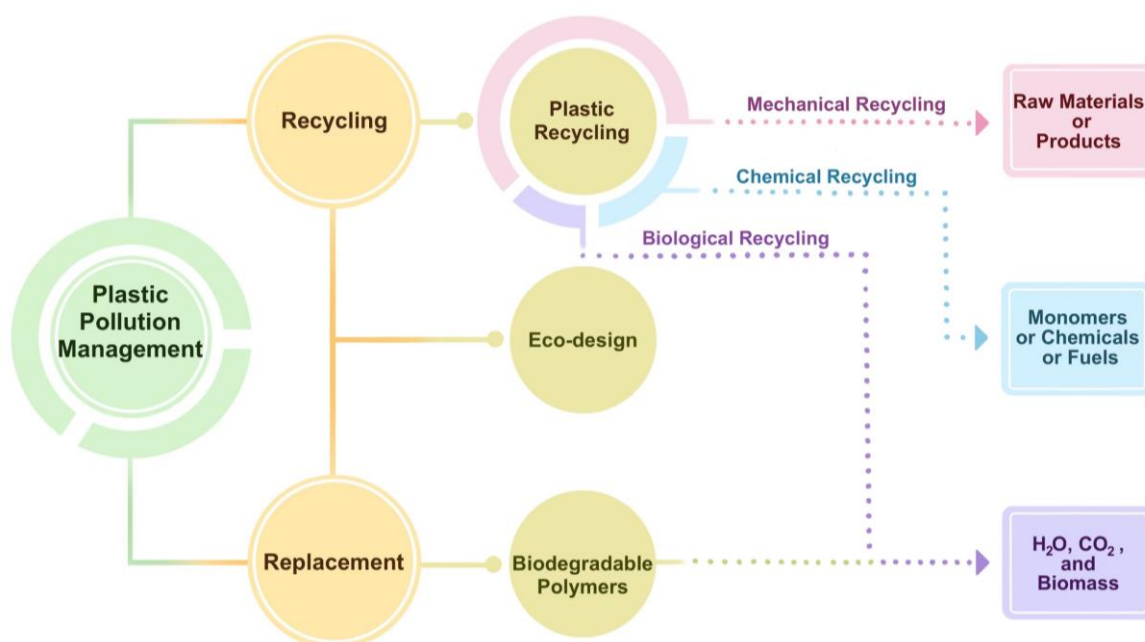 Recycling
Plastic
Recycling
Mechanical Recycling
Raw Materials
or
Products
Chemical Recycling
Biological Recycling
Plastic
Pollution
Management
Eco-design
Monomers
or Chemicals
or Fuels
Replacement
Biodegradable
Polymers
H₂O, CO₂ ,
and
Biomass